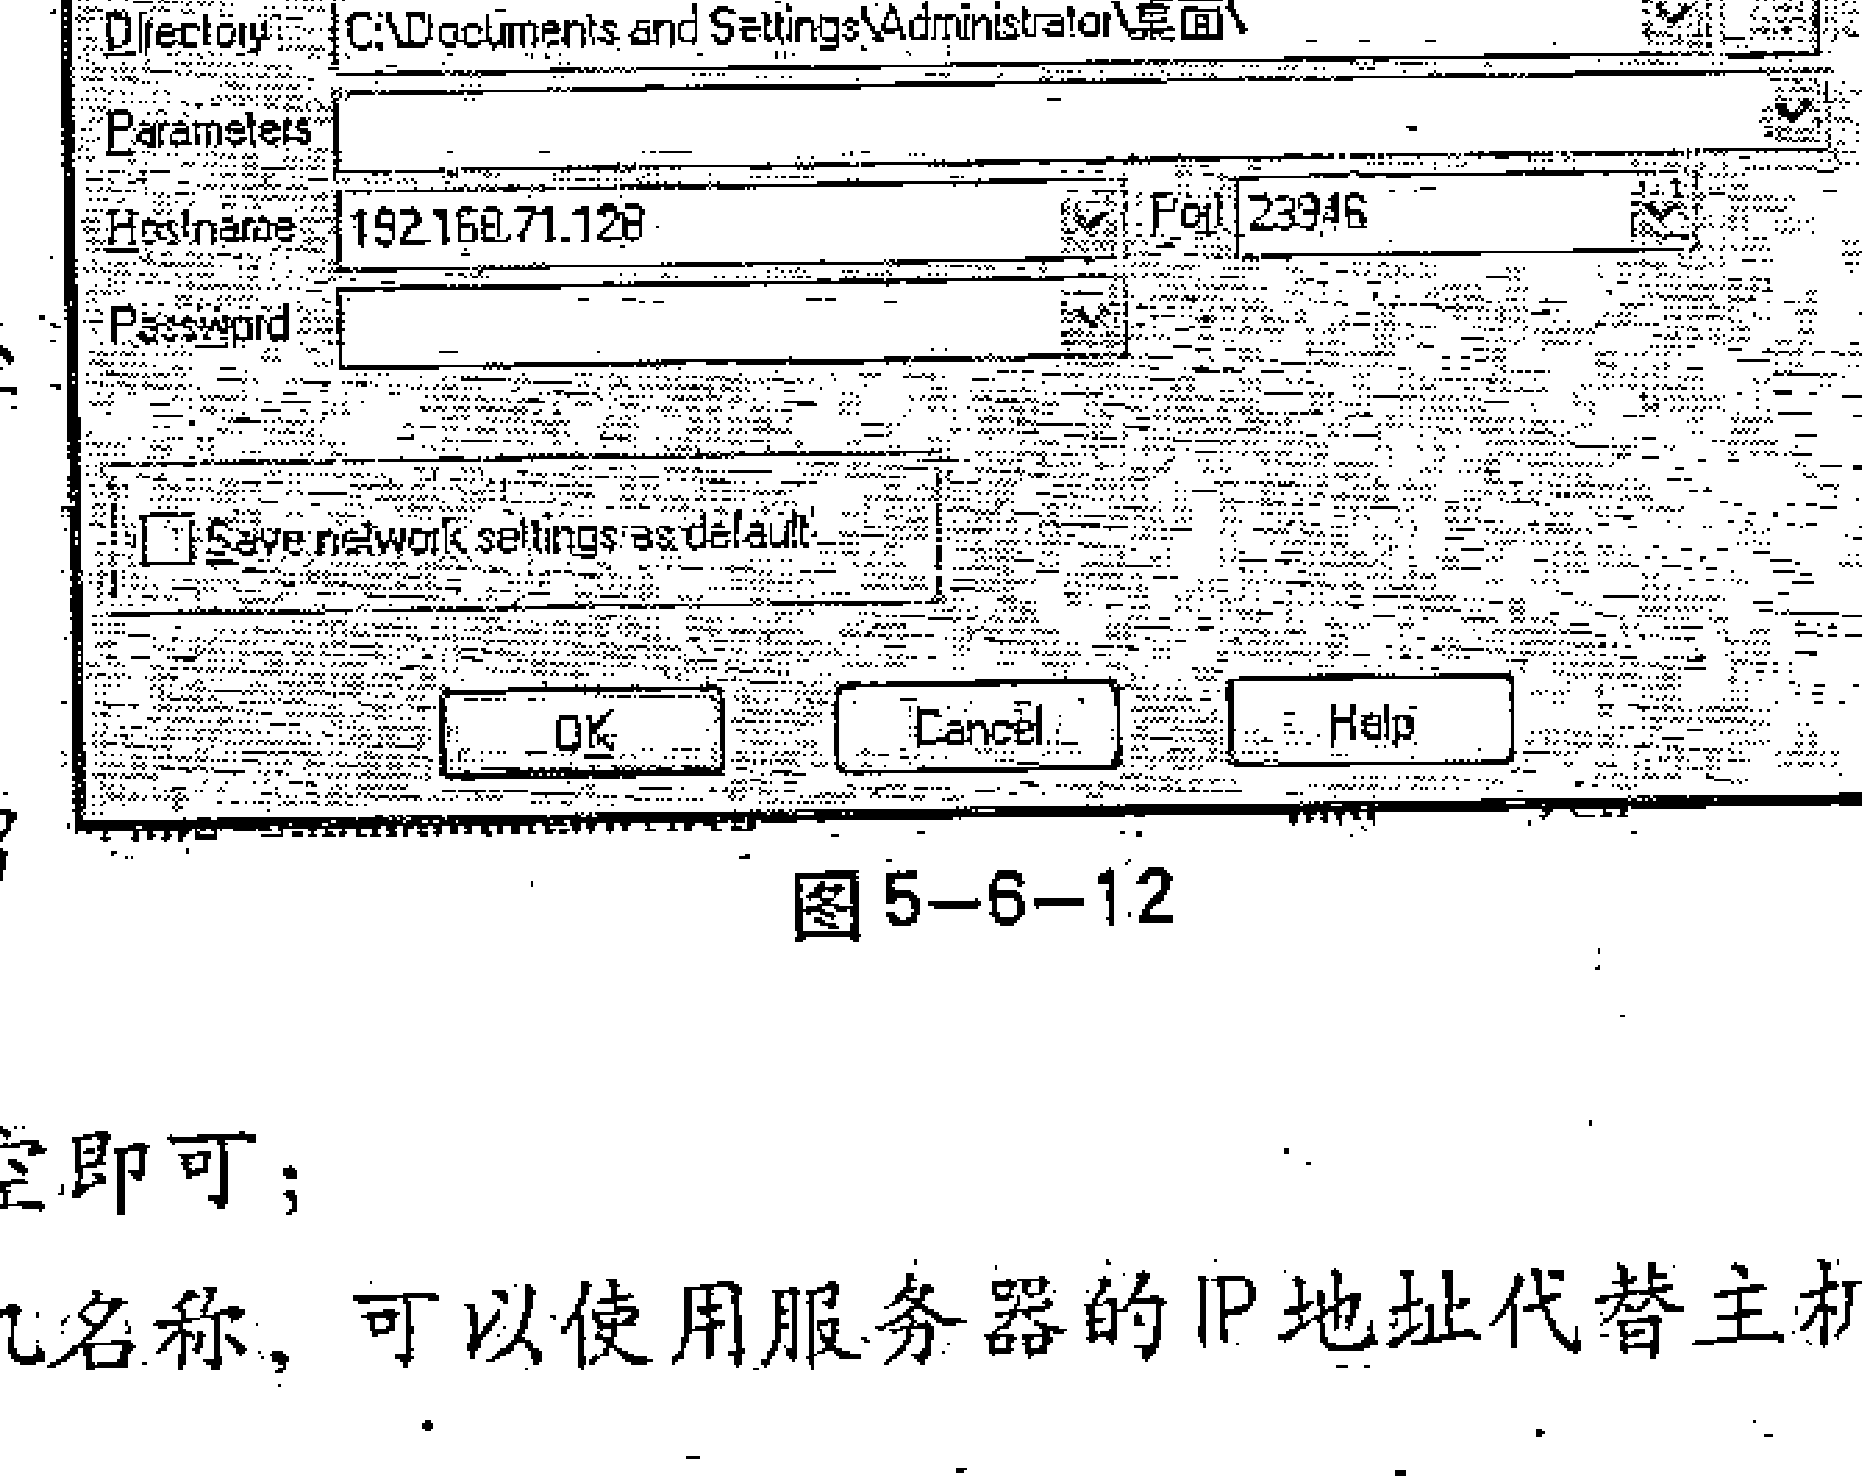 Directory C:\Documents and Settings\Administrator\桌面\
Parameters
Hostname 192.168.71.128 Port 23946
Password
Save network settings as default
OK Cancel Help
图5-6-12
空即可；
机名称，可以使用服务器的IP地址代替主机